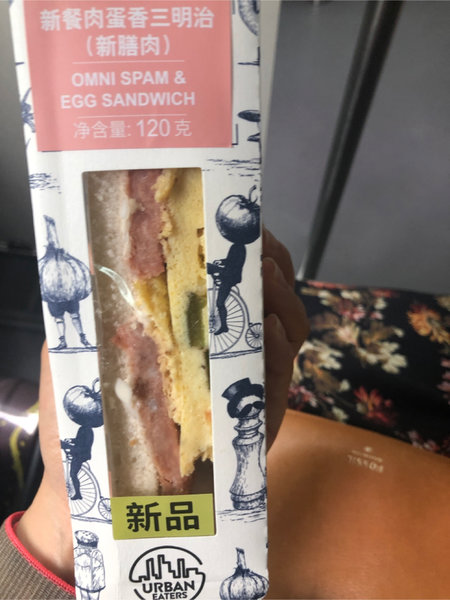 新餐肉蛋香三明治
（新膳肉）
OMNI SPAM &
EGG SANDWICH
净含量: 120克
新品
URBAN
EATERS
FOSSIL